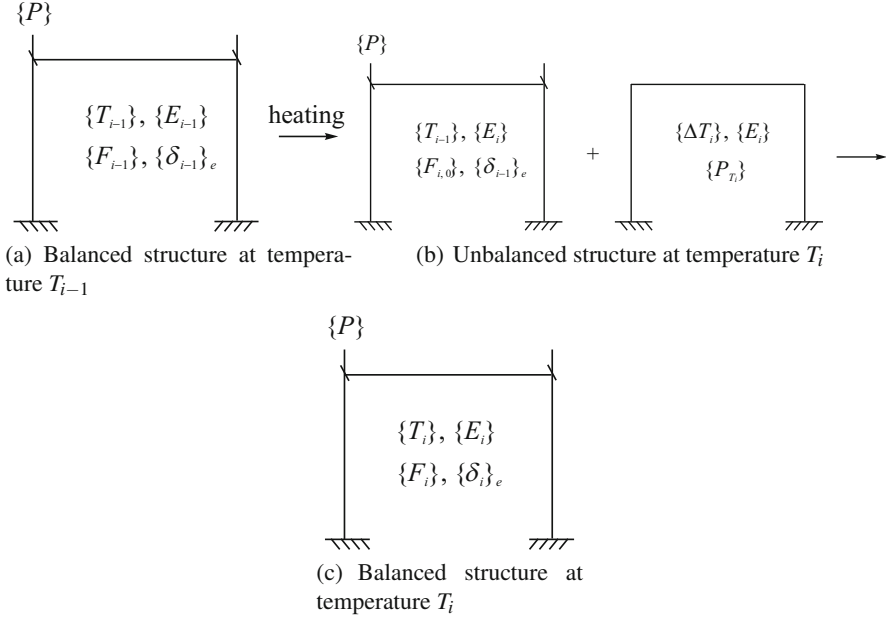 {P}
{T_{i-1}}, {E_{i-1}}
{F_{i-1}}, {δ_{i-1}}_e
heating
{P}
{T_{i-1}}, {E_i}
{F_{i,0}}, {δ_{i-1}}_e
+
{ΔT_i}, {E_i}
{P_{T_i}}
(a) Balanced structure at tempera-
ture T_{i−1}
(b) Unbalanced structure at temperature T_i
{P}
{T_i}, {E_i}
{F_i}, {δ_i}_e
(c) Balanced structure at
temperature T_i